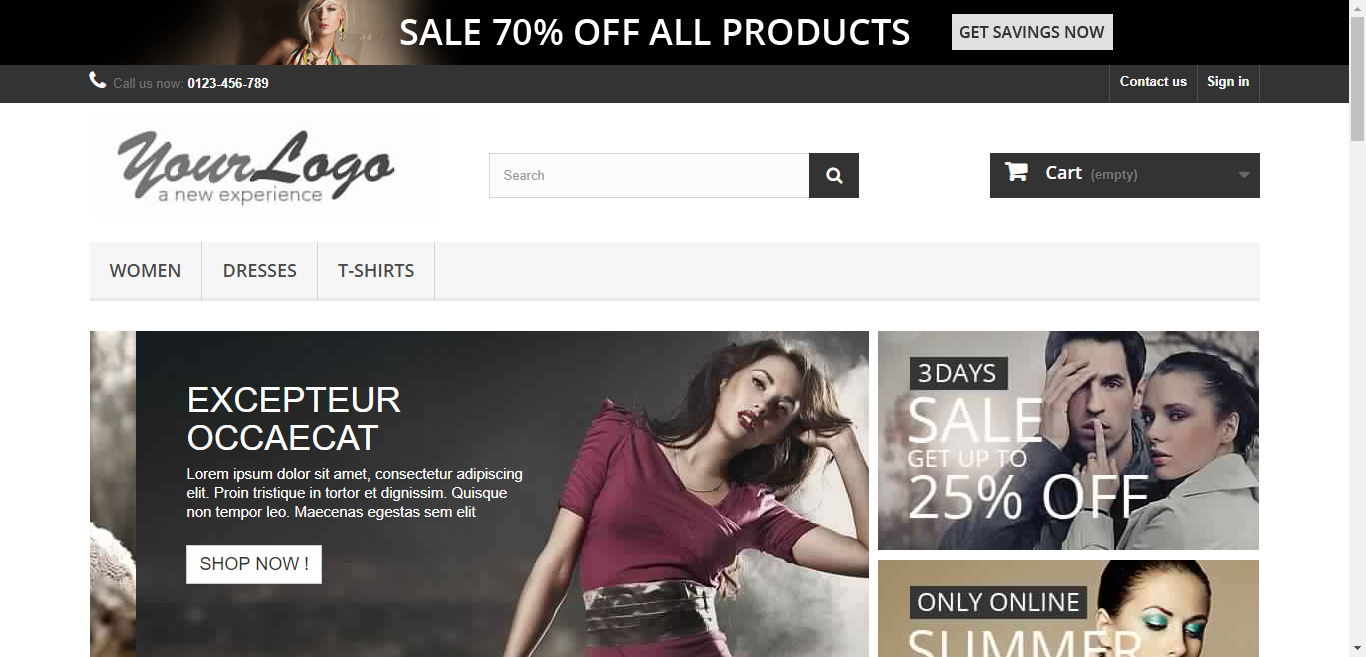 SALE 70% OFF ALL PRODUCTS
GET SAVINGS NOW
Call us now: 0123-456-789
Contact us
Sign in
YourLogo
a new experience
Search
Cart (empty)
WOMEN
DRESSES
T-SHIRTS
EXCEPTEUR
OCCAECAT
Lorem ipsum dolor sit amet, consectetur adipiscing
elit. Proin tristique in tortor et dignissim. Quisque
non tempor leo. Maecenas egestas sem elit
SHOP NOW !
3 DAYS
SALE
GET UP TO
25% OFF
ONLY ONLINE
SUMMER